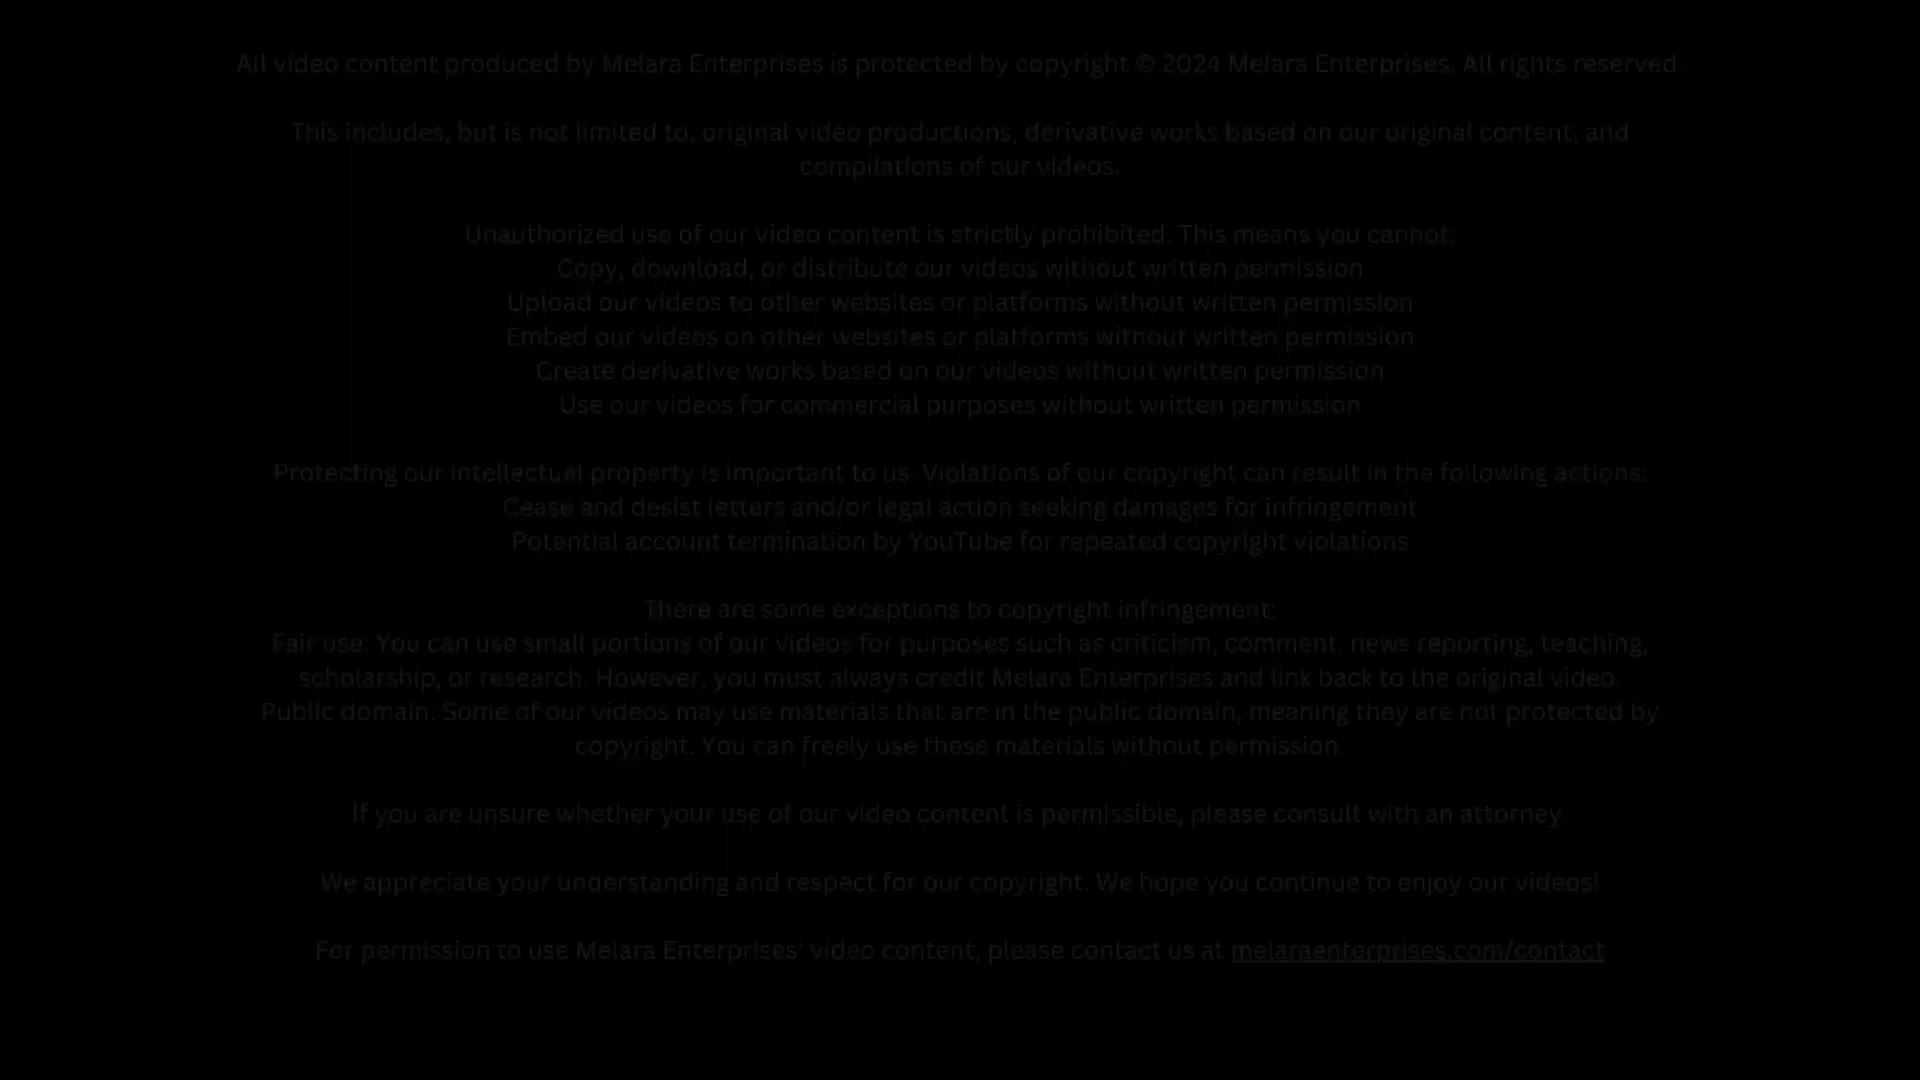 All video content produced by Melara Enterprises is protected by copyright © 2024 Melara Enterprises. All rights reserved.
This includes, but is not limited to, original video productions, derivative works based on our original content, and
compilations of our videos.
Unauthorized use of our video content is strictly prohibited. This means you cannot:
Copy, download, or distribute our videos without written permission
Upload our videos to other websites or platforms without written permission
Embed our videos on other websites or platforms without written permission
Create derivative works based on our videos without written permission
Use our videos for commercial purposes without written permission
Protecting our intellectual property is important to us. Violations of our copyright can result in the following actions:
Cease and desist letters and/or legal action seeking damages for infringement
Potential account termination by YouTube for repeated copyright violations
There are some exceptions to copyright infringement:
Fair use: You can use small portions of our videos for purposes such as criticism, comment, news reporting, teaching,
scholarship, or research. However, you must always credit Melara Enterprises and link back to the original video.
Public domain: Some of our videos may use materials that are in the public domain, meaning they are not protected by
copyright. You can freely use these materials without permission.
If you are unsure whether your use of our video content is permissible, please consult with an attorney.
We appreciate your understanding and respect for our copyright. We hope you continue to enjoy our videos!
For permission to use Melara Enterprises' video content, please contact us at melaraenterprises.com/contact